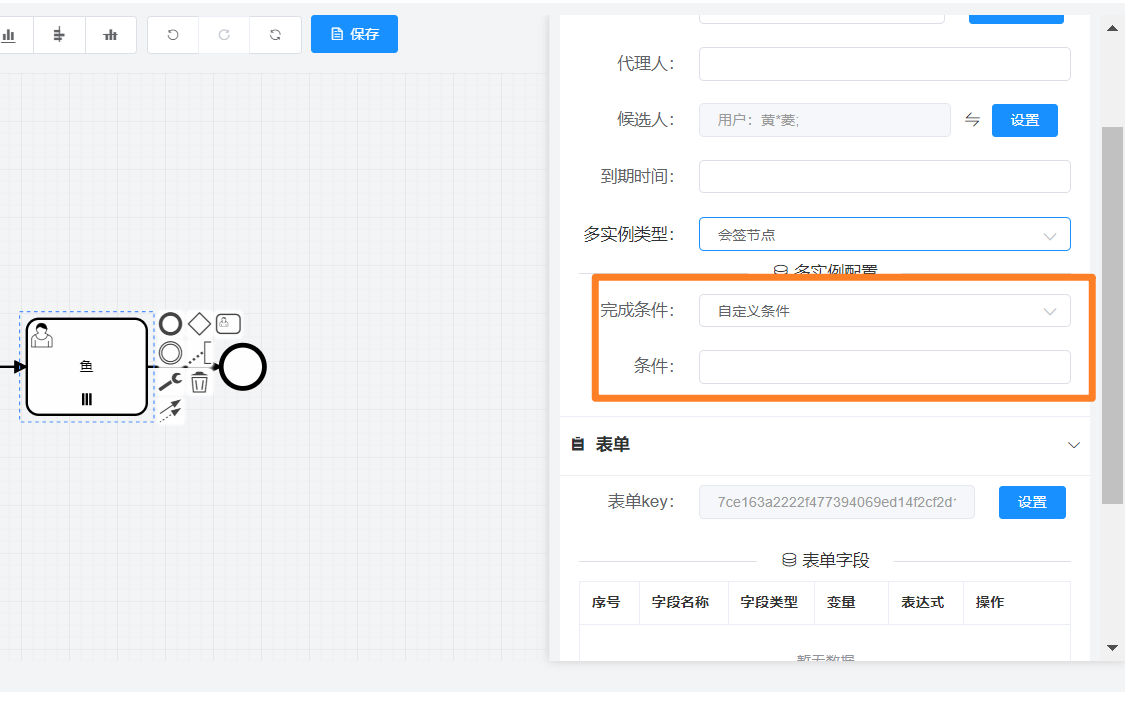 保存
代理人：
候选人：
用户：黄*菱;
设置
到期时间：
多实例类型：
会签节点
多实例配置
完成条件：
自定义条件
条件：
鱼
表单
表单key：
7ce163a2222f477394069ed14f2cf2d
设置
表单字段
序号 字段名称 字段类型 变量 表达式 操作
暂无数据